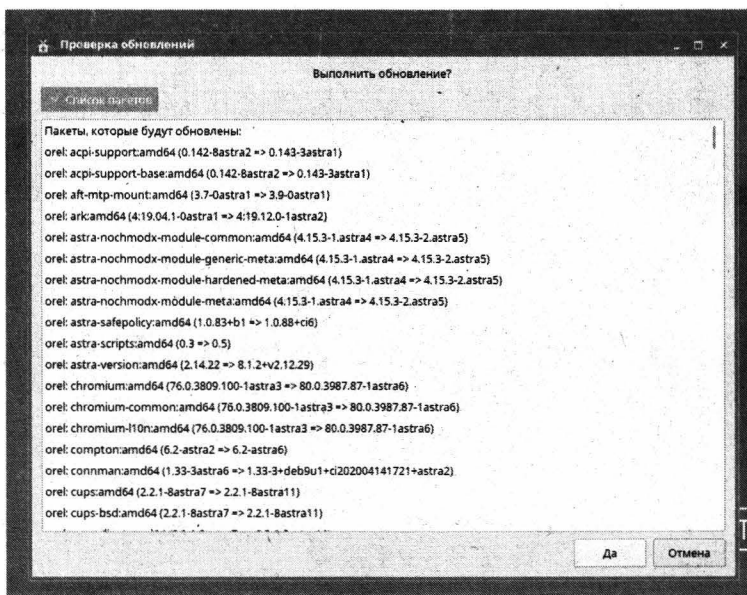 Проверка обновлений
Выполнить обновление?
Список пакетов
Пакеты, которые будут обновлены:
orel: acpi-support:amd64 (0.142-8astra2 => 0.143-3astra1)
orel: acpi-support-base:amd64 (0.142-8astra2 => 0.143-3astra1)
orel: aft-mtp-mount:amd64 (3.7-0astra1 => 3.9-0astra1)
orel: ark:amd64 (4:19.04.1-0astra1 => 4:19.12.0-1astra2)
orel: astra-nochmodx-module-common:amd64 (4.15.3-1.astra4 => 4.15.3-2.astra5)
orel: astra-nochmodx-module-generic-meta:amd64 (4.15.3-1.astra4 => 4.15.3-2.astra5)
orel: astra-nochmodx-module-hardened-meta:amd64 (4.15.3-1.astra4 => 4.15.3-2.astra5)
orel: astra-nochmodx-module-meta:amd64 (4.15.3-1.astra4 => 4.15.3-2.astra5)
orel: astra-safepolicy:amd64 (1.0.83+b1 => 1.0.88+ci6)
orel: astra-scripts:amd64 (0.3 => 0.5)
orel: astra-version:amd64 (2.14.22 => 8.1.2+v2.12.29)
orel: chromium:amd64 (76.0.3809.100-1astra3 => 80.0.3987.87-1astra6)
orel: chromium-common:amd64 (76.0.3809.100-1astra3 => 80.0.3987.87-1astra6)
orel: chromium-l10n:amd64 (76.0.3809.100-1astra3 => 80.0.3987.87-1astra6)
orel: compton:amd64 (6.2-astra2 => 6.2-astra6)
orel: connman:amd64 (1.33-3astra6 => 1.33-3+deb9u1+ci202004141721+astra2)
orel: cups:amd64 (2.2.1-8astra7 => 2.2.1-8astra11)
orel: cups-bsd:amd64 (2.2.1-8astra7 => 2.2.1-8astra11)
Да
Отмена